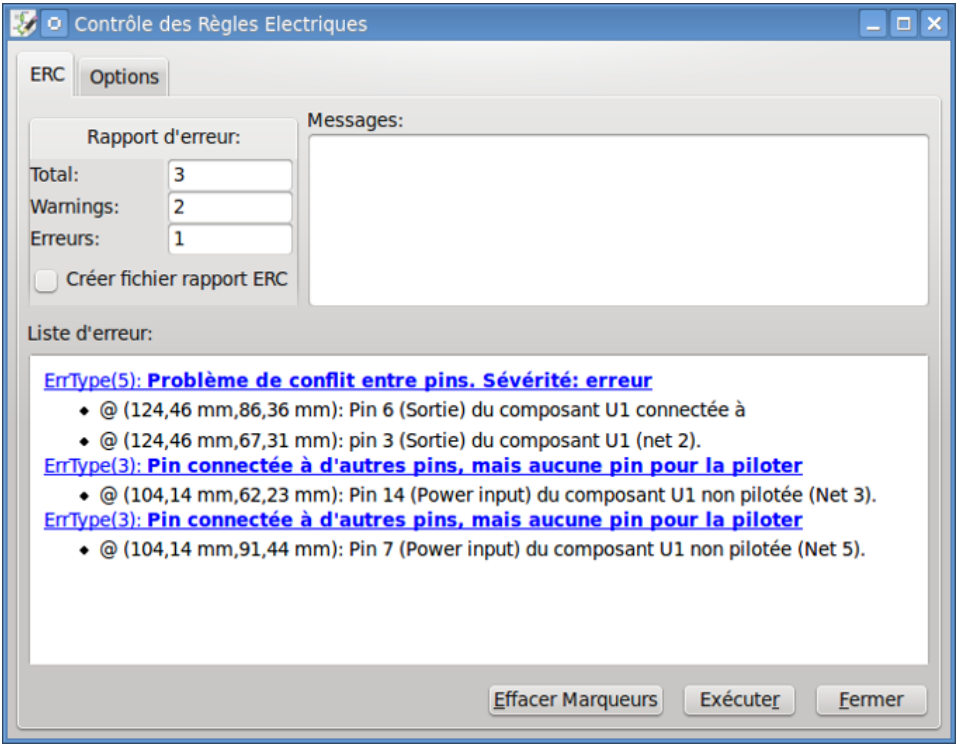 Contrôle des Règles Electriques
ERC
Options
Rapport d'erreur:
Total:
3
Warnings:
2
Erreurs:
1
Créer fichier rapport ERC
Messages:
Liste d'erreur:
ErrType(5): Problème de conflit entre pins. Sévérité: erreur
@ (124,46 mm,86,36 mm): Pin 6 (Sortie) du composant U1 connectée à
@ (124,46 mm,67,31 mm): pin 3 (Sortie) du composant U1 (net 2).
ErrType(3): Pin connectée à d'autres pins, mais aucune pin pour la piloter
@ (104,14 mm,62,23 mm): Pin 14 (Power input) du composant U1 non pilotée (Net 3).
ErrType(3): Pin connectée à d'autres pins, mais aucune pin pour la piloter
@ (104,14 mm,91,44 mm): Pin 7 (Power input) du composant U1 non pilotée (Net 5).
Effacer Marqueurs
Exécuter
Fermer